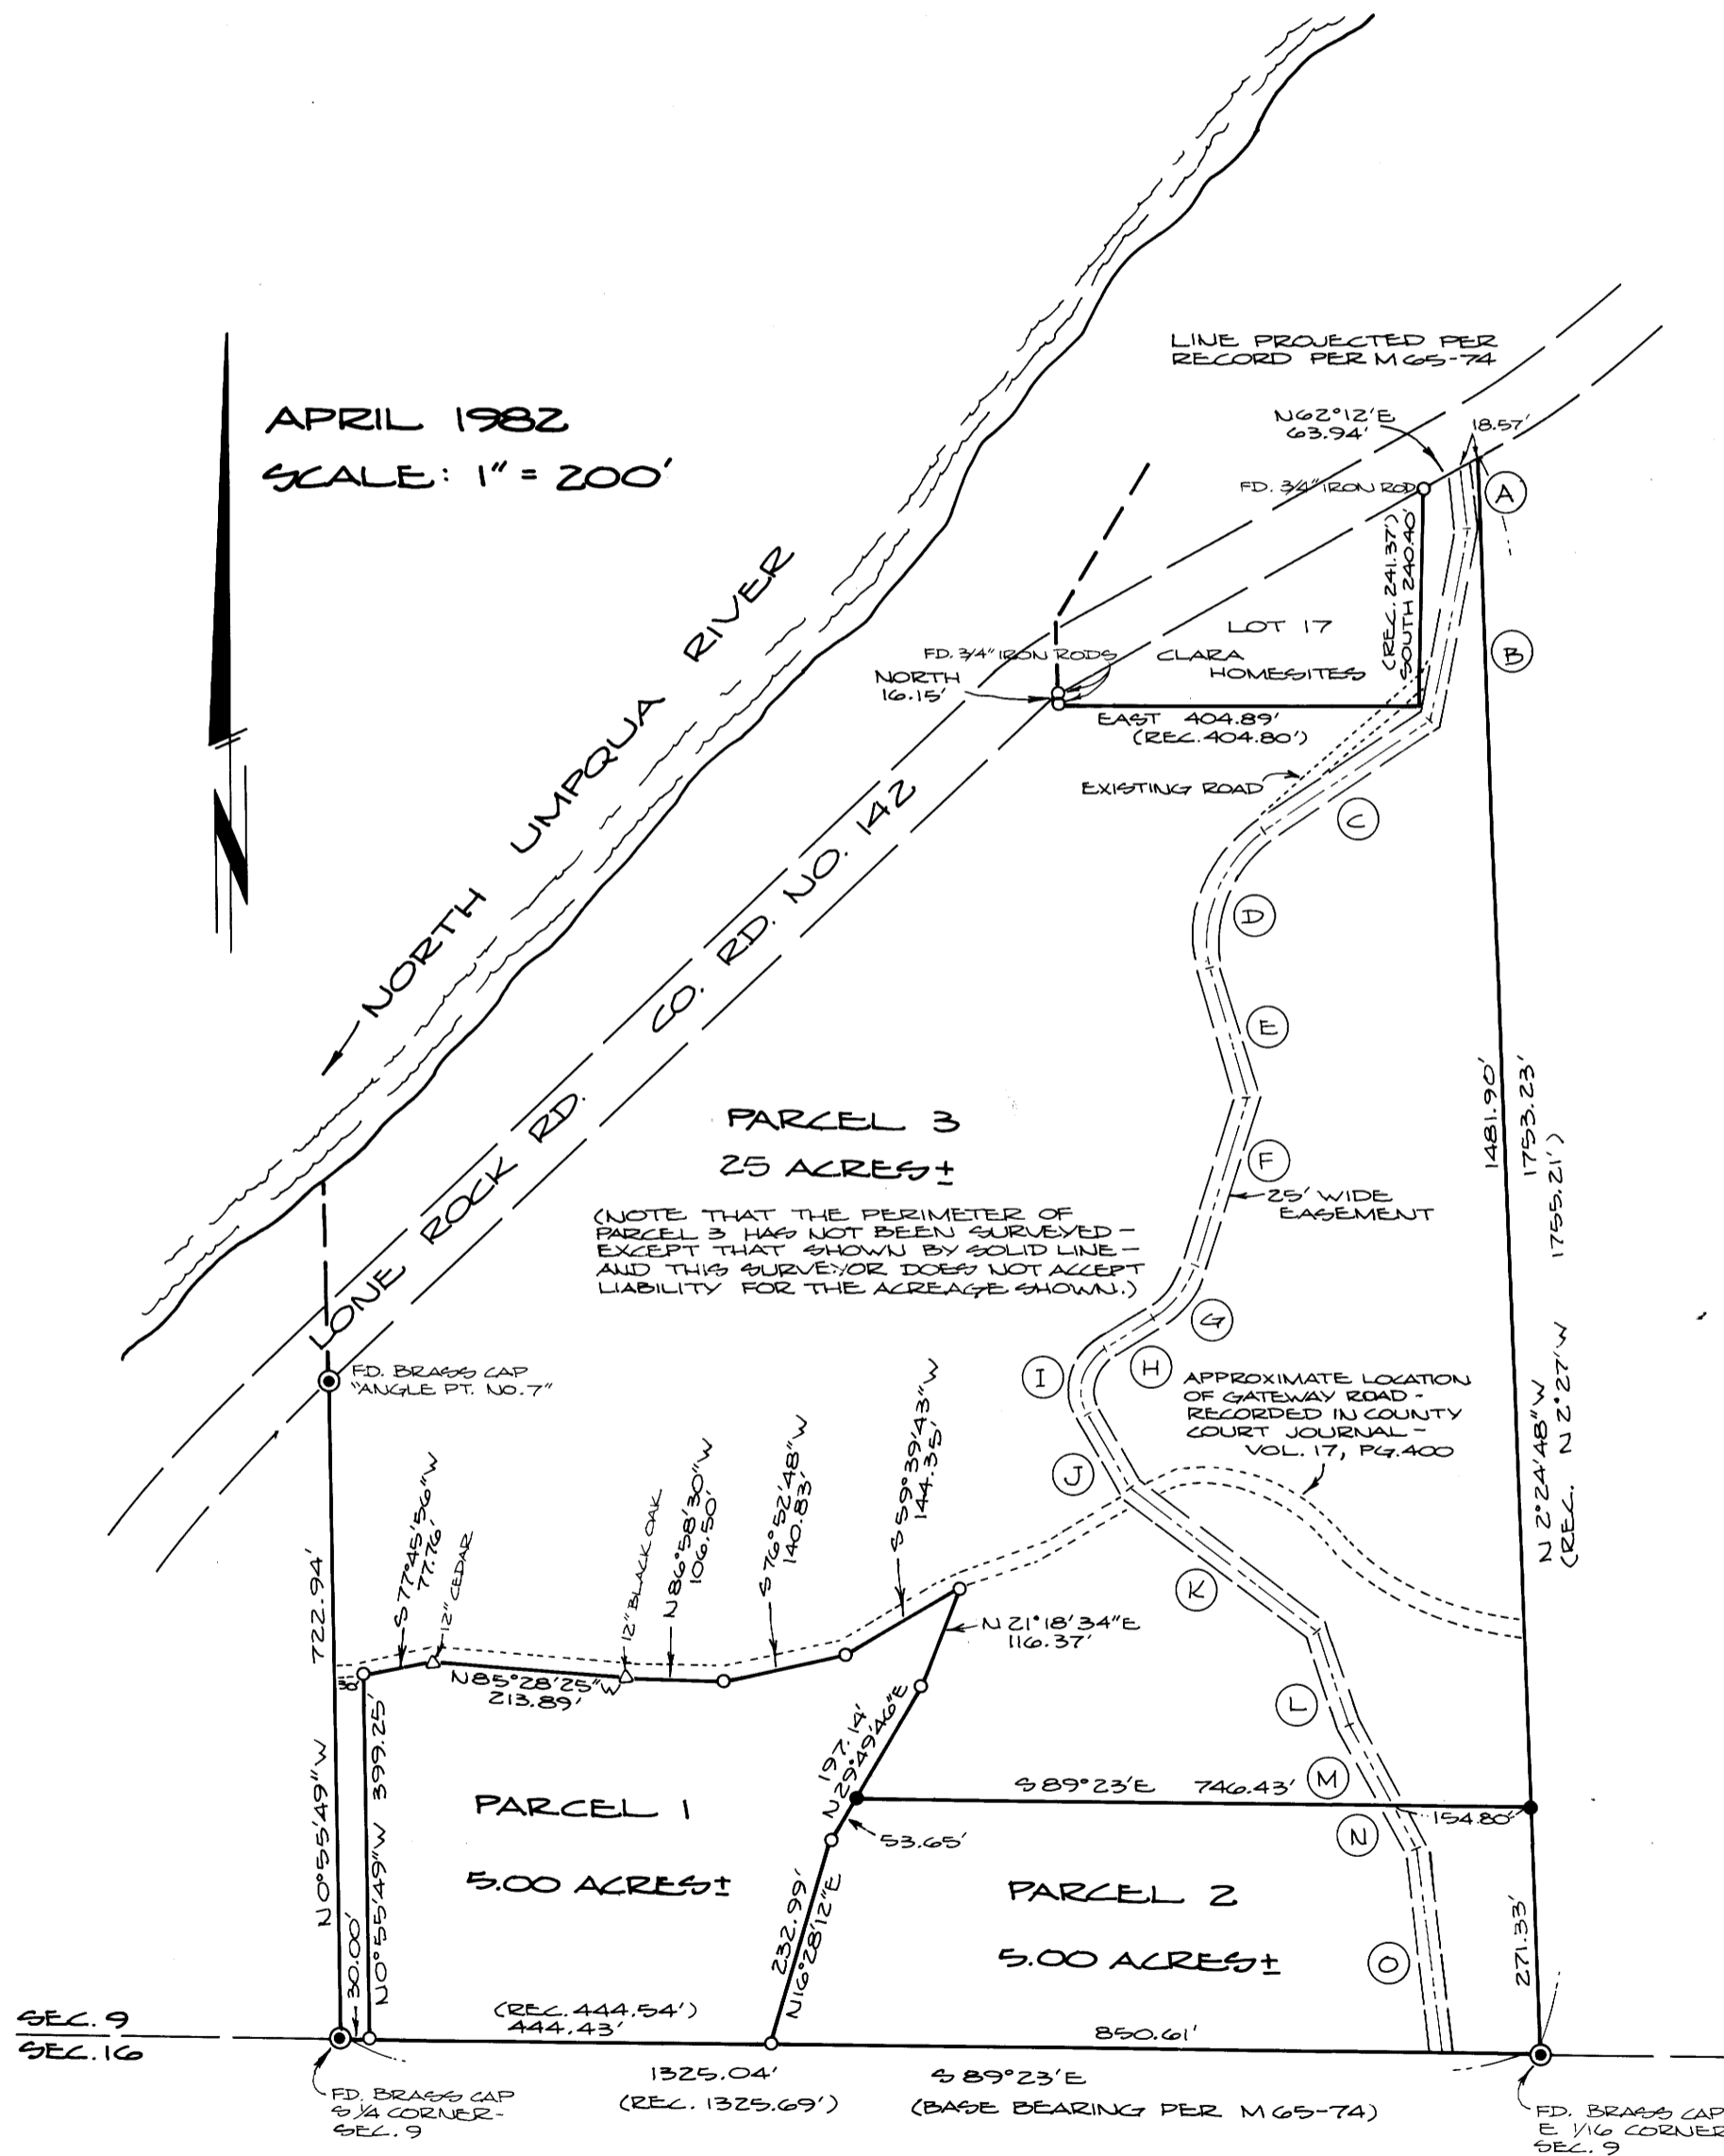 APRIL 1982
SCALE: 1" = 200'
N
NORTH UMPQUA RIVER
LINE PROJECTED PER
RECORD PER M65-74
N62°12'E
63.94'
18.57'
FD. 3/4" IRON ROD
A
(REC. 241.37')
SOUTH 240.40'
LOT 17
CLARA
HOMESITES
B
FD. 3/4" IRON RODS
NORTH
16.15'
EAST 404.89'
(REC. 404.80')
EXISTING ROAD
C
LONE ROCK RD. CO. RD. NO. 142
D
E
PARCEL 3
25 ACRES±
(NOTE THAT THE PERIMETER OF
PARCEL 3 HAS NOT BEEN SURVEYED -
EXCEPT THAT SHOWN BY SOLID LINE -
AND THIS SURVEYOR DOES NOT ACCEPT
LIABILITY FOR THE ACREAGE SHOWN.)
F
25' WIDE
EASEMENT
1481.90'
1753.23'
1755.21')
N 2°24'48" W
(REC. N 2°27' W
G
H
I
APPROXIMATE LOCATION
OF GATEWAY ROAD -
RECORDED IN COUNTY
COURT JOURNAL -
VOL. 17, PG. 400
J
FD. BRASS CAP
"ANGLE PT. NO. 7"
722.94'
N0°55'49" W
S 77°45'56" W
77.76'
12" CEDAR
12" BLACK OAK
N 86°58'30" W
106.50'
S 76°52'48" W
140.83'
S 59°39'43" W
144.35'
K
N 21°18'34"E
116.37'
30'
N85°28'25"W
213.89'
L
197.14'
N29°49'46"E
S 89°23'E 746.43'
M
154.80'
N
53.65'
30.00'
N0°55'49"W 399.25'
PARCEL 1
5.00 ACRES±
PARCEL 2
5.00 ACRES±
232.99'
N16°28'12"E
O
271.33'
SEC. 9
SEC. 16
(REC. 444.54')
444.43'
850.61'
1325.04'
(REC. 1325.69')
S 89°23'E
(BASE BEARING PER M65-74)
FD. BRASS CAP
S 1/4 CORNER-
SEC. 9
FD. BRASS CAP
E 1/16 CORNER
SEC. 9